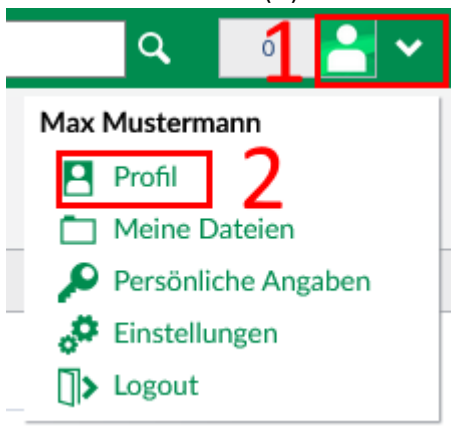 0 1
Max Mustermann
Profil 2
Meine Dateien
Persönliche Angaben
Einstellungen
Logout